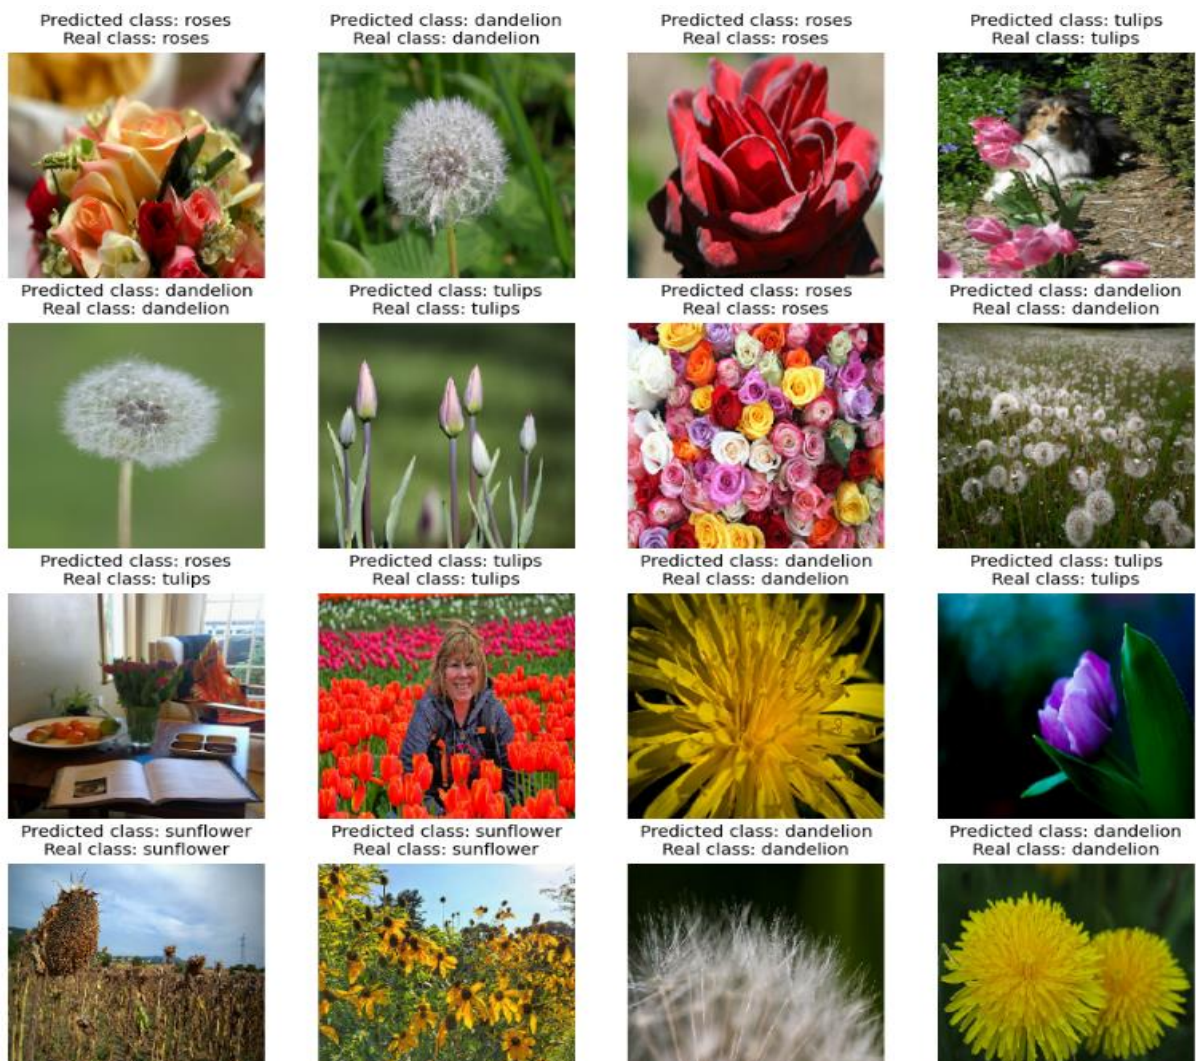 Predicted class: roses
Real class: roses
Predicted class: dandelion
Real class: dandelion
Predicted class: roses
Real class: roses
Predicted class: tulips
Real class: tulips
Predicted class: dandelion
Real class: dandelion
Predicted class: tulips
Real class: tulips
Predicted class: roses
Real class: roses
Predicted class: dandelion
Real class: dandelion
Predicted class: roses
Real class: tulips
Predicted class: tulips
Real class: tulips
Predicted class: dandelion
Real class: dandelion
Predicted class: tulips
Real class: tulips
Predicted class: sunflower
Real class: sunflower
Predicted class: sunflower
Real class: sunflower
Predicted class: dandelion
Real class: dandelion
Predicted class: dandelion
Real class: dandelion